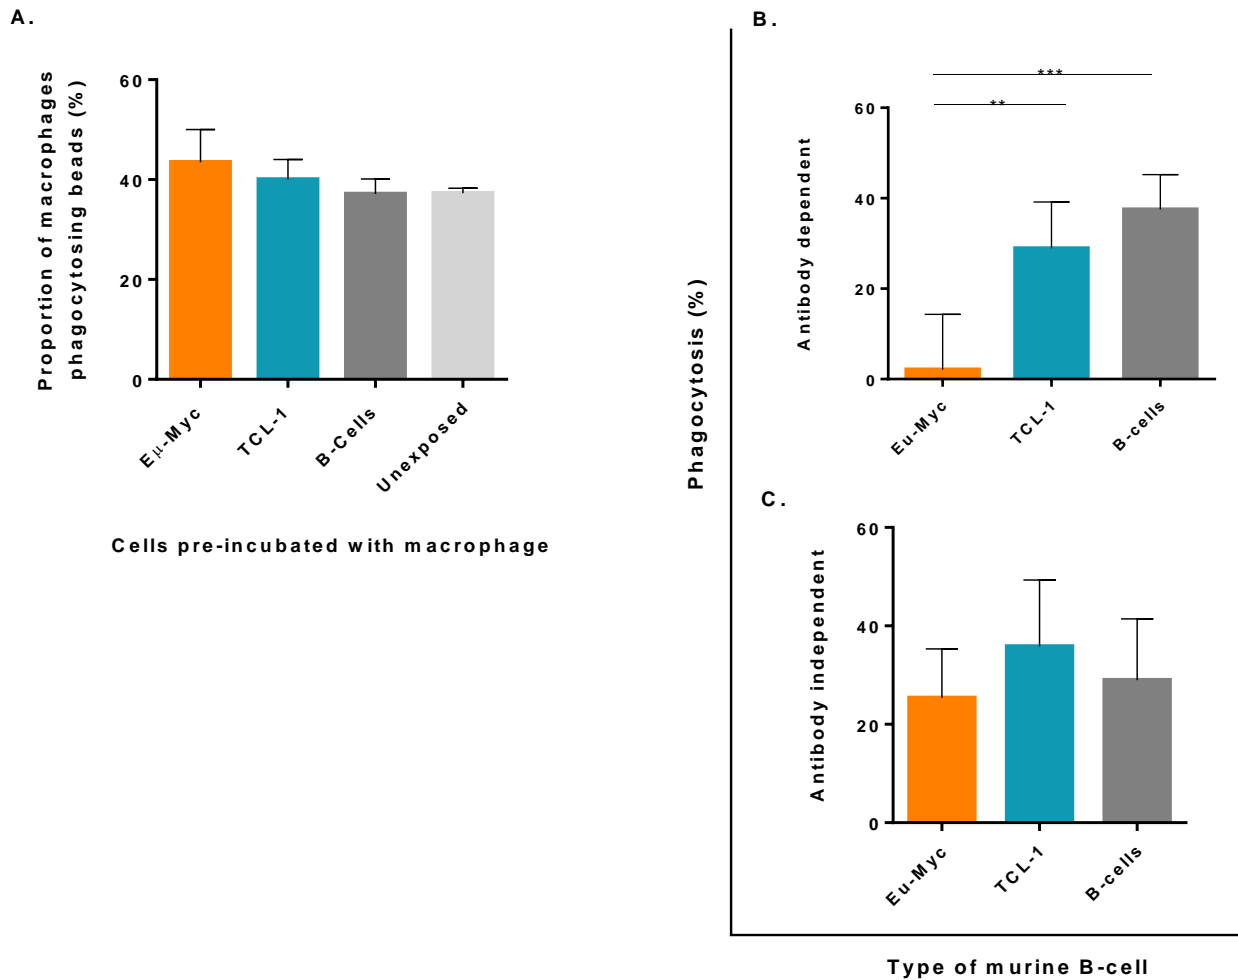 A.
Proportion of macrophages
phagocytosing beads (%)
60
40
20
0
Eμ-Myc
TCL-1
B-Cells
Unexposed
Cells pre-incubated with macrophage
Phagocytosis (%)
B.
***
**
Antibody dependent
60
40
20
0
Eu-Myc
TCL-1
B-cells
C.
Antibody independent
60
40
20
0
Eu-Myc
TCL-1
B-cells
Type of murine B-cell